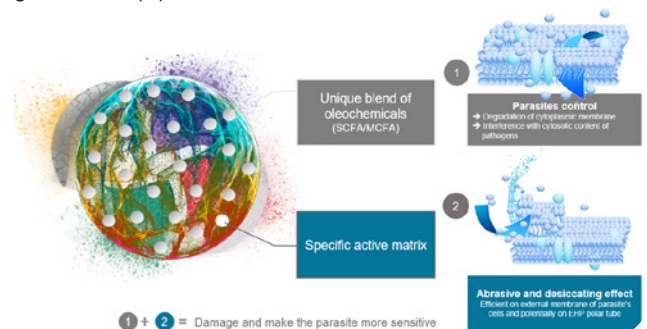 Unique blend of
oleochemicals
(SCFA/MCFA)
Specific active matrix
1
Parasites control
➔ Degradation of cytoplasmic membrane
➔ Interference with cytosolic content of
pathogens
2
Abrasive and desiccating effect
Efficient on external membrane of parasite's
cells and potentially on EHP polar tube
1 + 2 = Damage and make the parasite more sensitive